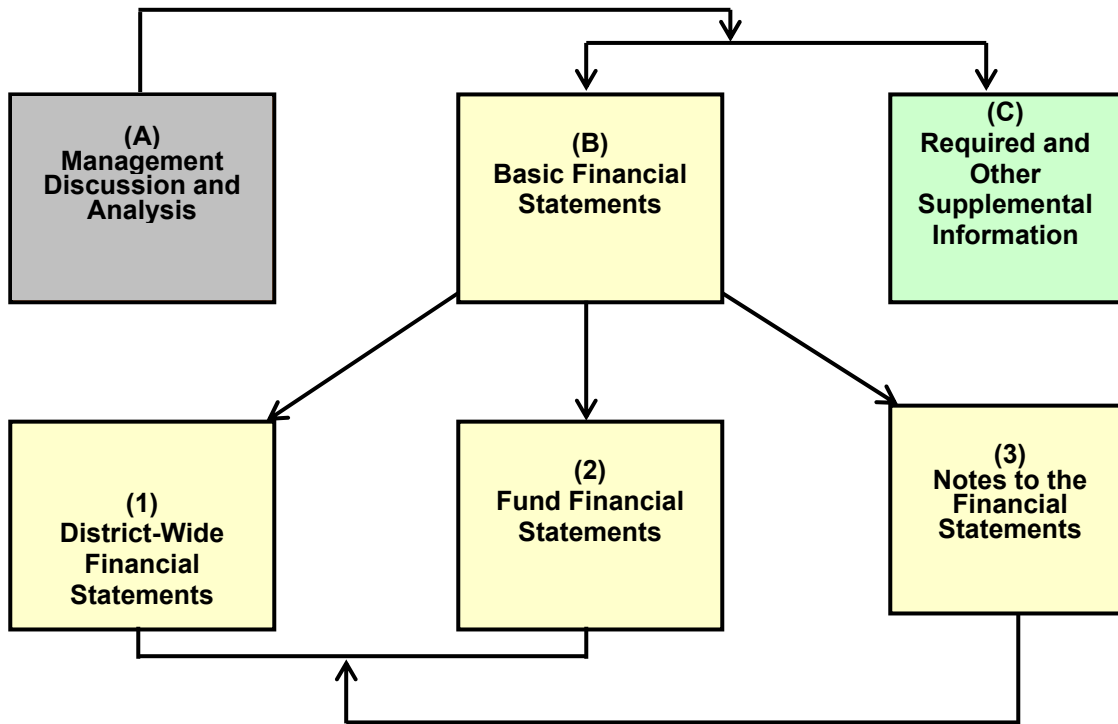 (A)
Management
Discussion and
Analysis
(B)
Basic Financial
Statements
(C)
Required and
Other
Supplemental
Information
(1)
District-Wide
Financial
Statements
(2)
Fund Financial
Statements
(3)
Notes to the
Financial
Statements